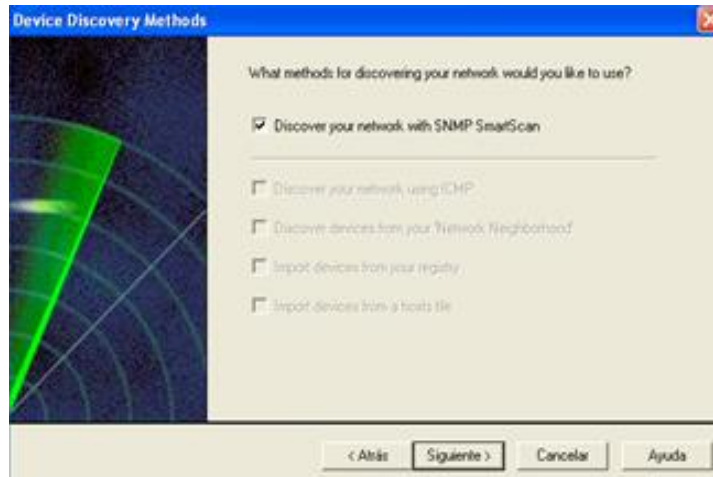 Device Discovery Methods
What methods for discovering your network would you like to use?
Discover your network with SNMP SmartScan
Discover your network using ICMP
Discover devices from your 'Network Neighborhood'
Import devices from your registry
Import devices from a hosts file
< Atrás Siguiente > Cancelar Ayuda